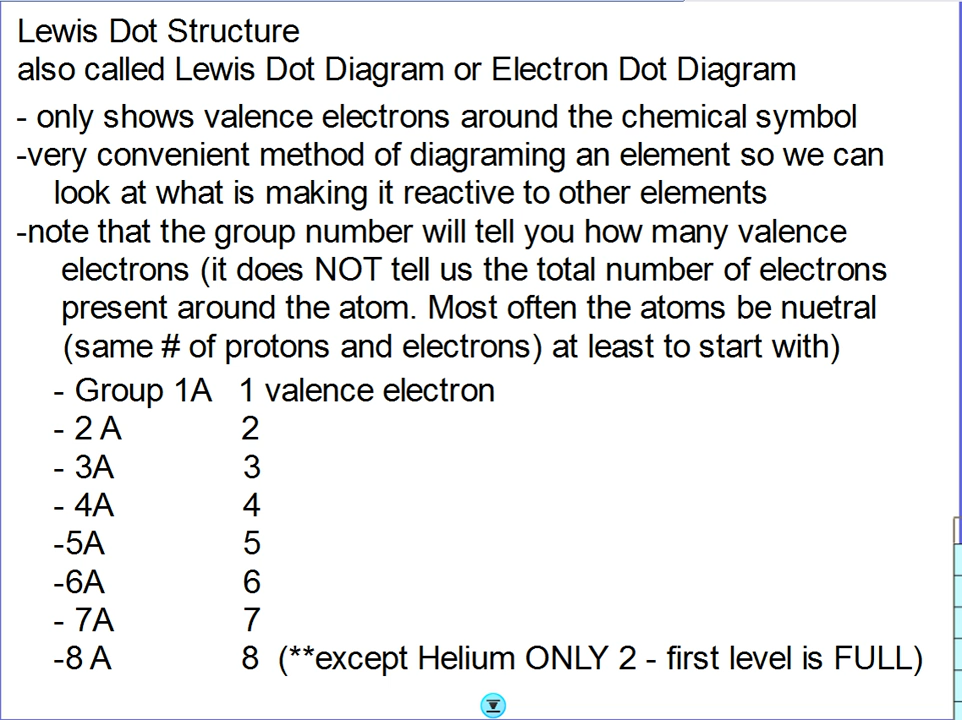 Lewis Dot Structure
also called Lewis Dot Diagram or Electron Dot Diagram
- only shows valence electrons around the chemical symbol
-very convenient method of diagraming an element so we can
look at what is making it reactive to other elements
-note that the group number will tell you how many valence
electrons (it does NOT tell us the total number of electrons
present around the atom. Most often the atoms be nuetral
(same # of protons and electrons) at least to start with)
- Group 1A 1 valence electron
- 2 A 2
- 3A 3
- 4A 4
-5A 5
-6A 6
- 7A 7
-8 A 8 (**except Helium ONLY 2 - first level is FULL)